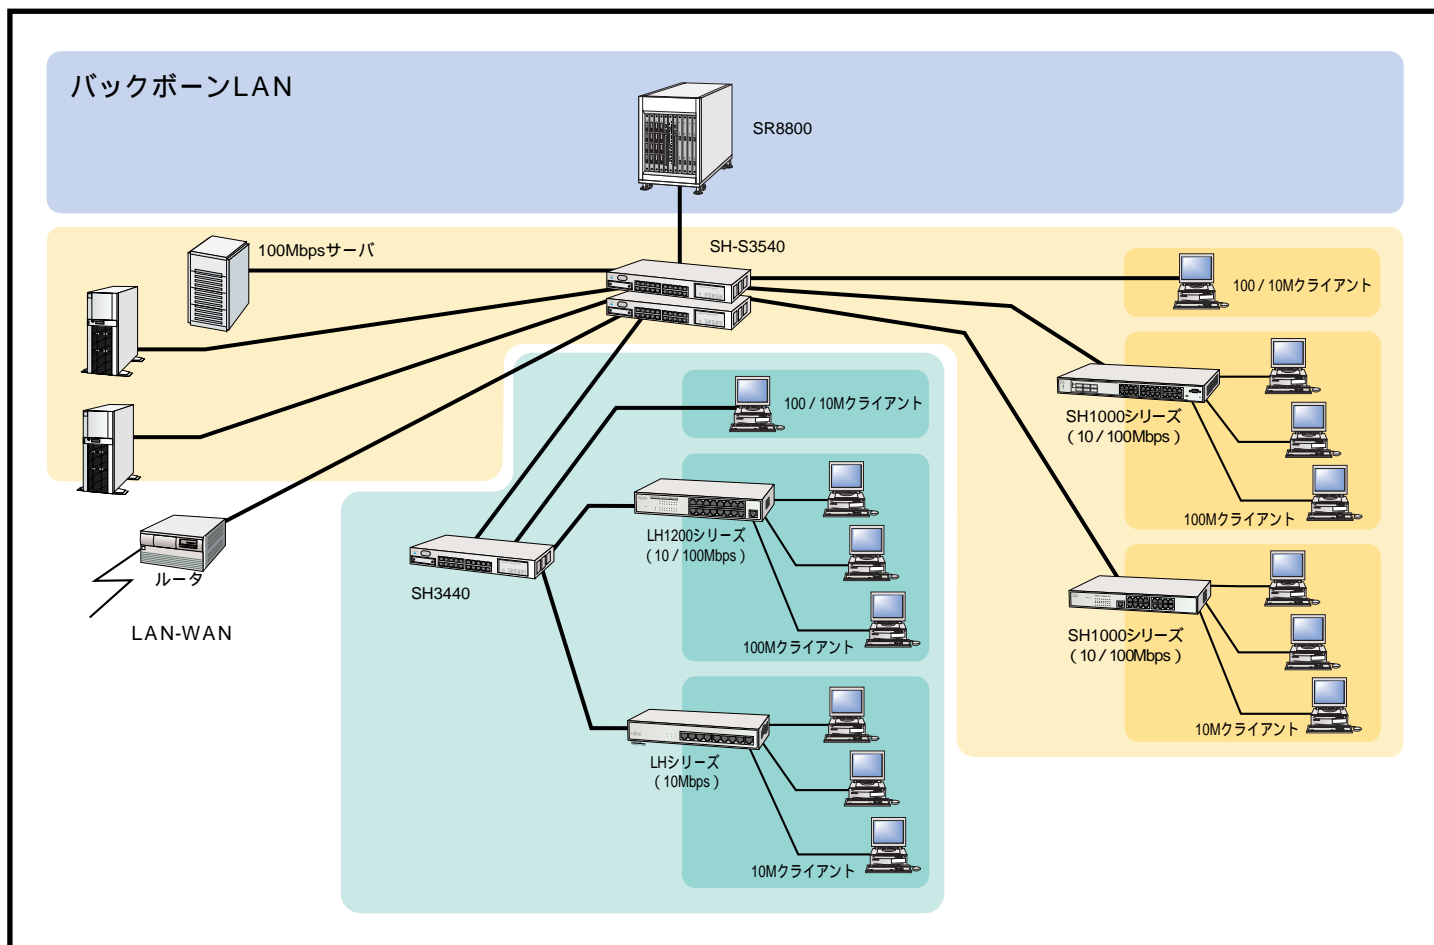 バックボーンLAN
SR8800
100Mbpsサーバ
SH-S3540
100 / 10Mクライアント
100 / 10Mクライアント
SH1000シリーズ
( 10 / 100Mbps )
100Mクライアント
LH1200シリーズ
( 10 / 100Mbps )
ルータ
SH3440
LAN-WAN
100Mクライアント
SH1000シリーズ
( 10 / 100Mbps )
10Mクライアント
LHシリーズ
( 10Mbps )
10Mクライアント